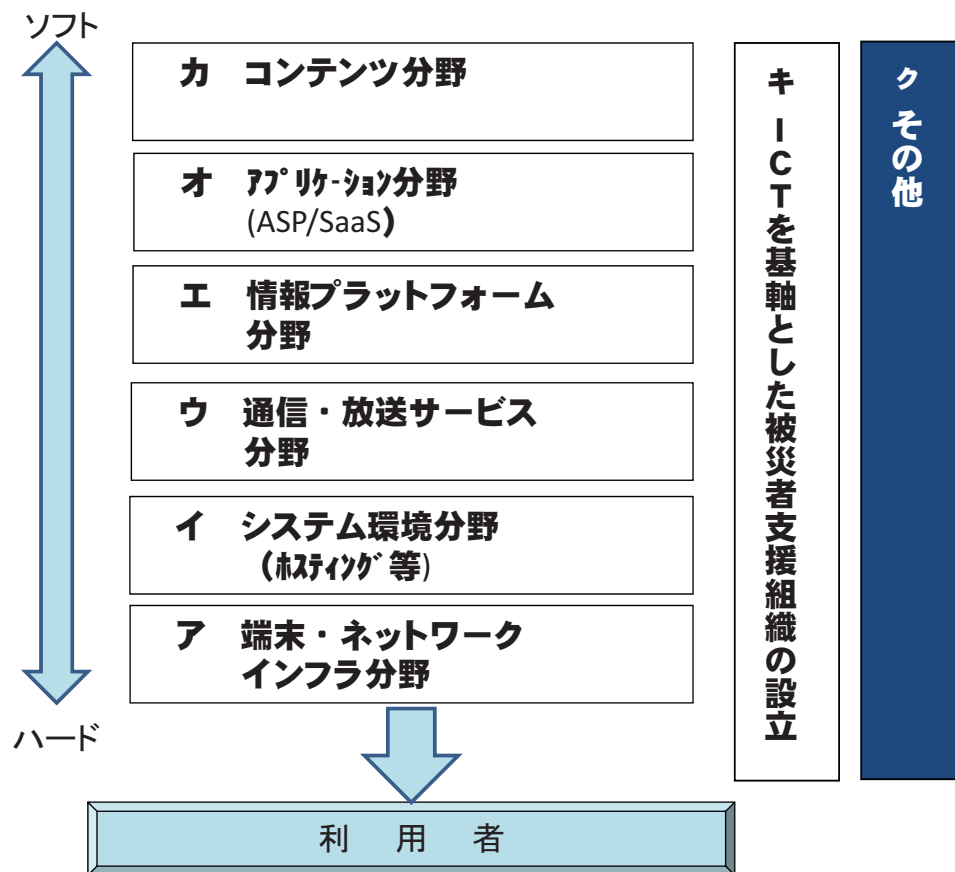 ソフト
カ コンテンツ分野
オ ｱﾌﾟﾘｹ-ｼｮﾝ分野
(ASP/SaaS)
エ 情報プラットフォーム
分野
ウ 通信・放送サービス
分野
イ システム環境分野
(ﾎｽﾃｨﾝｸﾞ等)
ア 端末・ネットワーク
インフラ分野
ハード
利 用 者
キ ICTを基軸とした被災者支援組織の設立
ク その他